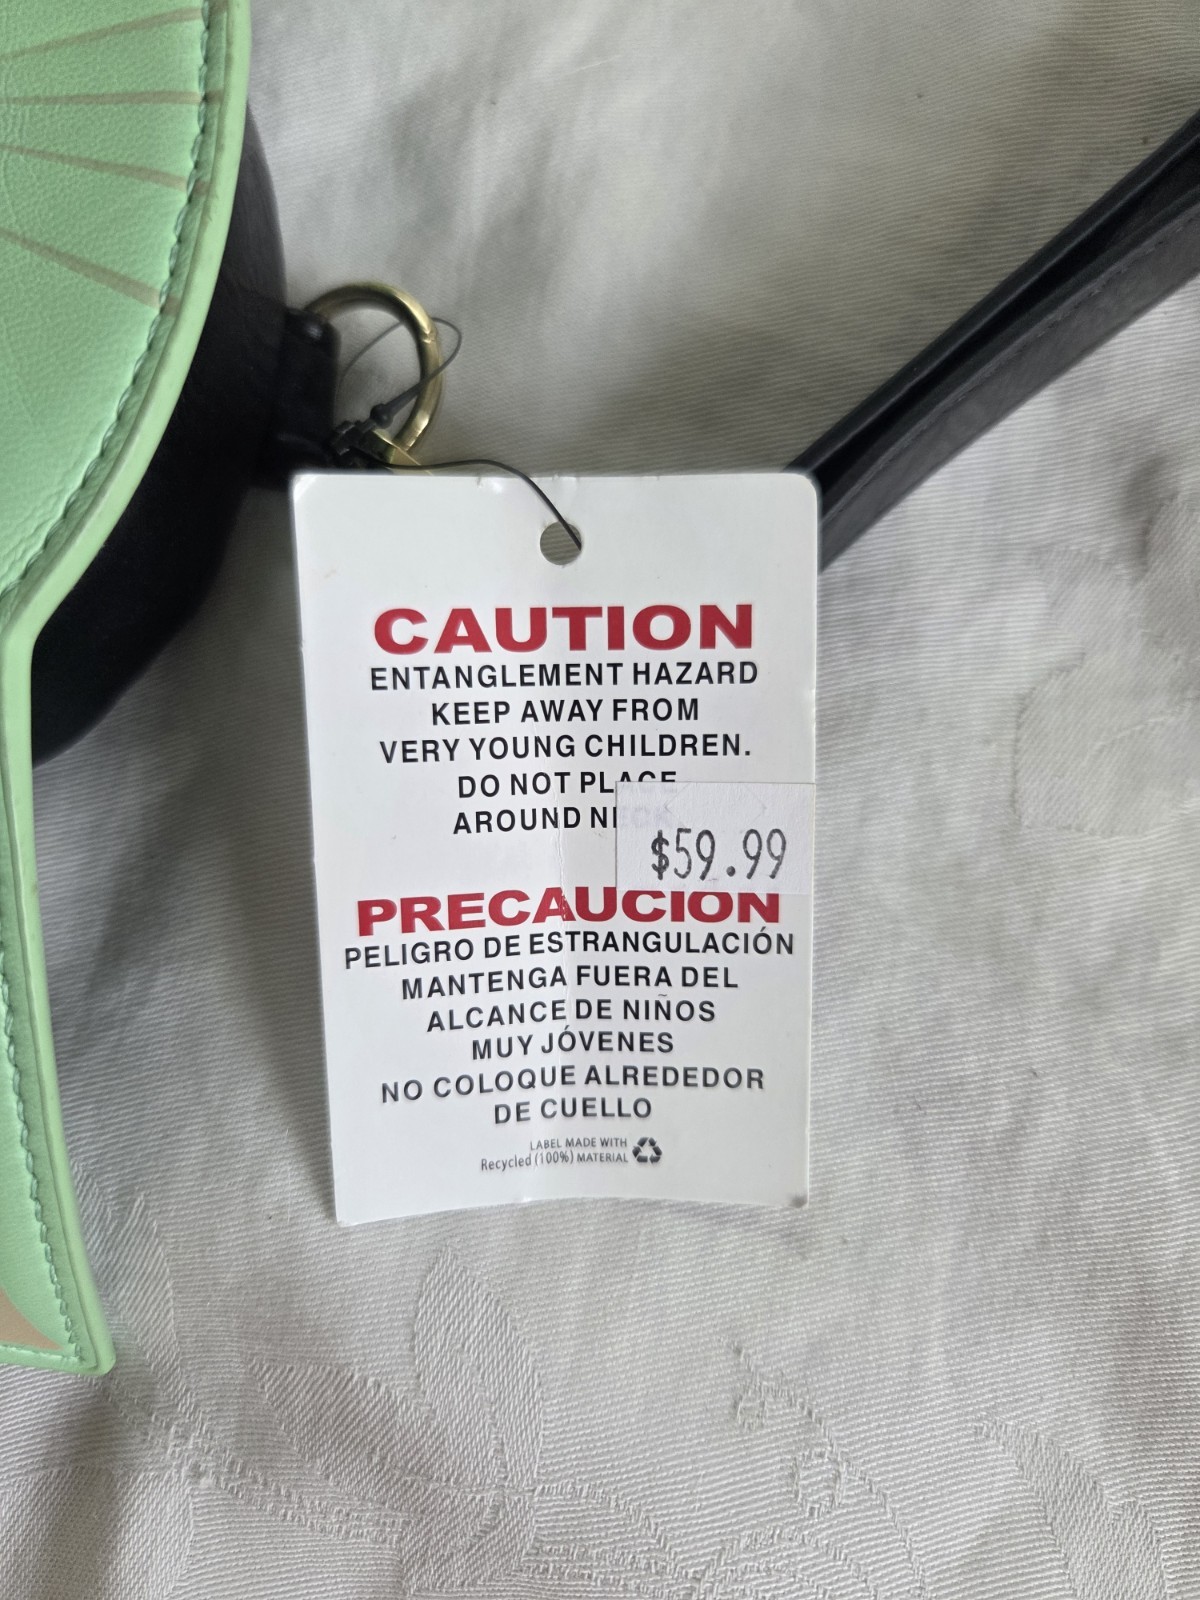 CAUTION
ENTANGLEMENT HAZARD
KEEP AWAY FROM
VERY YOUNG CHILDREN.
DO NOT PLACE
AROUND NECK.
$59.99
PRECAUCION
PELIGRO DE ESTRANGULACIÓN
MANTENGA FUERA DEL
ALCANCE DE NIÑOS
MUY JÓVENES
NO COLOQUE ALREDEDOR
DE CUELLO
LABEL MADE WITH
Recycled (100%) MATERIAL